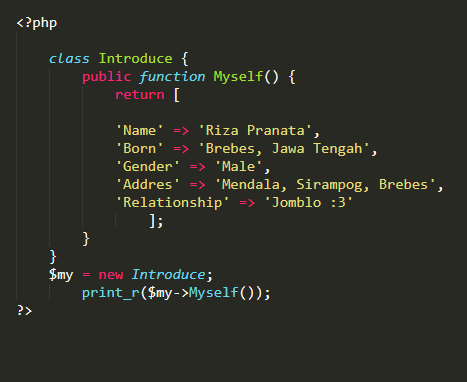 <?php
class Introduce {
public function Myself() {
return [
'Name' => 'Riza Pranata',
'Born' => 'Brebes, Jawa Tengah',
'Gender' => 'Male',
'Addres' => 'Mendala, Sirampog, Brebes',
'Relationship' => 'Jomblo :3'
];
}
}
$my = new Introduce;
print_r($my->Myself());
?>